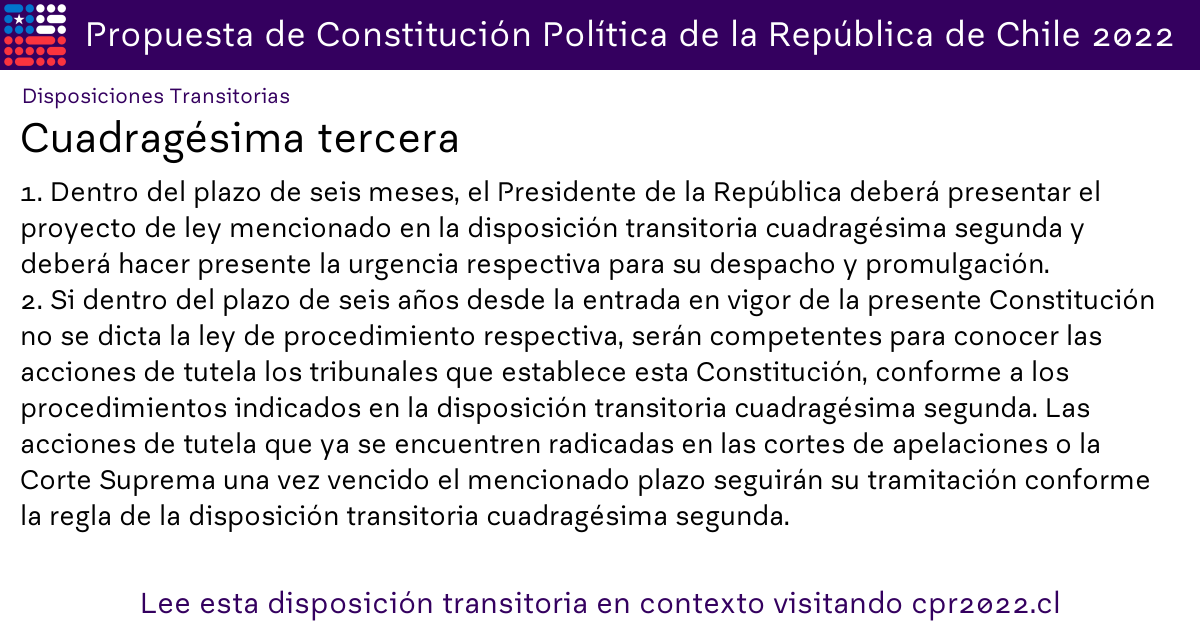 Propuesta de Constitución Política de la República de Chile 2022
Disposiciones Transitorias
Cuadragésima tercera
1. Dentro del plazo de seis meses, el Presidente de la República deberá presentar el
proyecto de ley mencionado en la disposición transitoria cuadragésima segunda y
deberá hacer presente la urgencia respectiva para su despacho y promulgación.
2. Si dentro del plazo de seis años desde la entrada en vigor de la presente Constitución
no se dicta la ley de procedimiento respectiva, serán competentes para conocer las
acciones de tutela los tribunales que establece esta Constitución, conforme a los
procedimientos indicados en la disposición transitoria cuadragésima segunda. Las
acciones de tutela que ya se encuentren radicadas en las cortes de apelaciones o la
Corte Suprema una vez vencido el mencionado plazo seguirán su tramitación conforme
la regla de la disposición transitoria cuadragésima segunda.
Lee esta disposición transitoria en contexto visitando cpr2022.cl